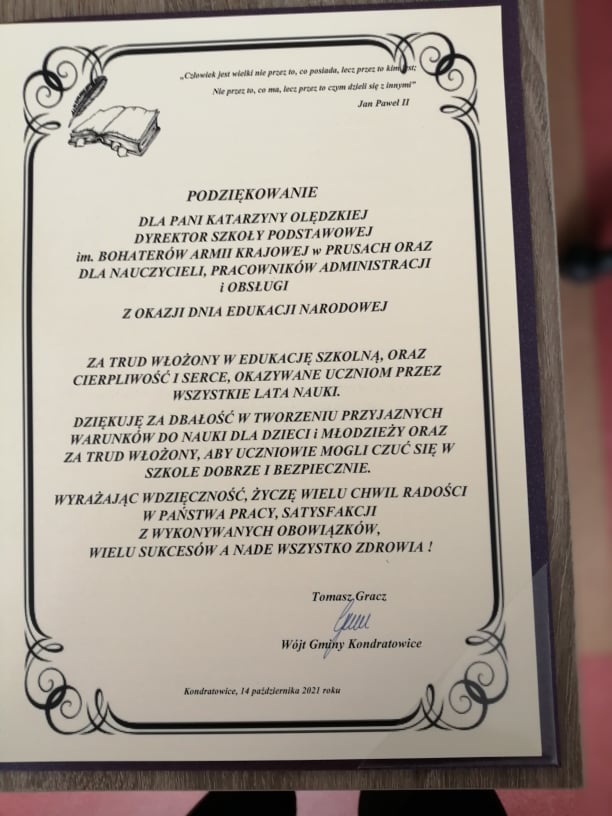 „Człowiek jest wielki nie przez to, co posiada, lecz przez to kim jest;
Nie przez to, co ma, lecz przez to czym dzieli się z innymi”
Jan Paweł II
PODZIĘKOWANIE
DLA PANI KATARZYNY OLĘDZKIEJ
DYREKTOR SZKOŁY PODSTAWOWEJ
im. BOHATERÓW ARMII KRAJOWEJ w PRUSACH ORAZ
DLA NAUCZYCIELI, PRACOWNIKÓW ADMINISTRACJI
i OBSŁUGI
Z OKAZJI DNIA EDUKACJI NARODOWEJ
ZA TRUD WŁOŻONY W EDUKACJĘ SZKOLNĄ, ORAZ
CIERPLIWOŚĆ I SERCE, OKAZYWANE UCZNIOM PRZEZ
WSZYSTKIE LATA NAUKI.
DZIĘKUJĘ ZA DBAŁOŚĆ W TWORZENIU PRZYJAZNYCH
WARUNKÓW DO NAUKI DLA DZIECI i MŁODZIEŻY ORAZ
ZA TRUD WŁOŻONY, ABY UCZNIOWIE MOGLI CZUĆ SIĘ W
SZKOLE DOBRZE I BEZPIECZNIE.
WYRAŻAJĄC WDZIĘCZNOŚĆ, ŻYCZĘ WIELU CHWIL RADOŚCI
W PAŃSTWA PRACY, SATYSFAKCJI
Z WYKONYWANYCH OBOWIĄZKÓW,
WIELU SUKCESÓW A NADE WSZYSTKO ZDROWIA !
Tomasz Gracz
Wójt Gminy Kondratowice
Kondratowice, 14 października 2021 roku